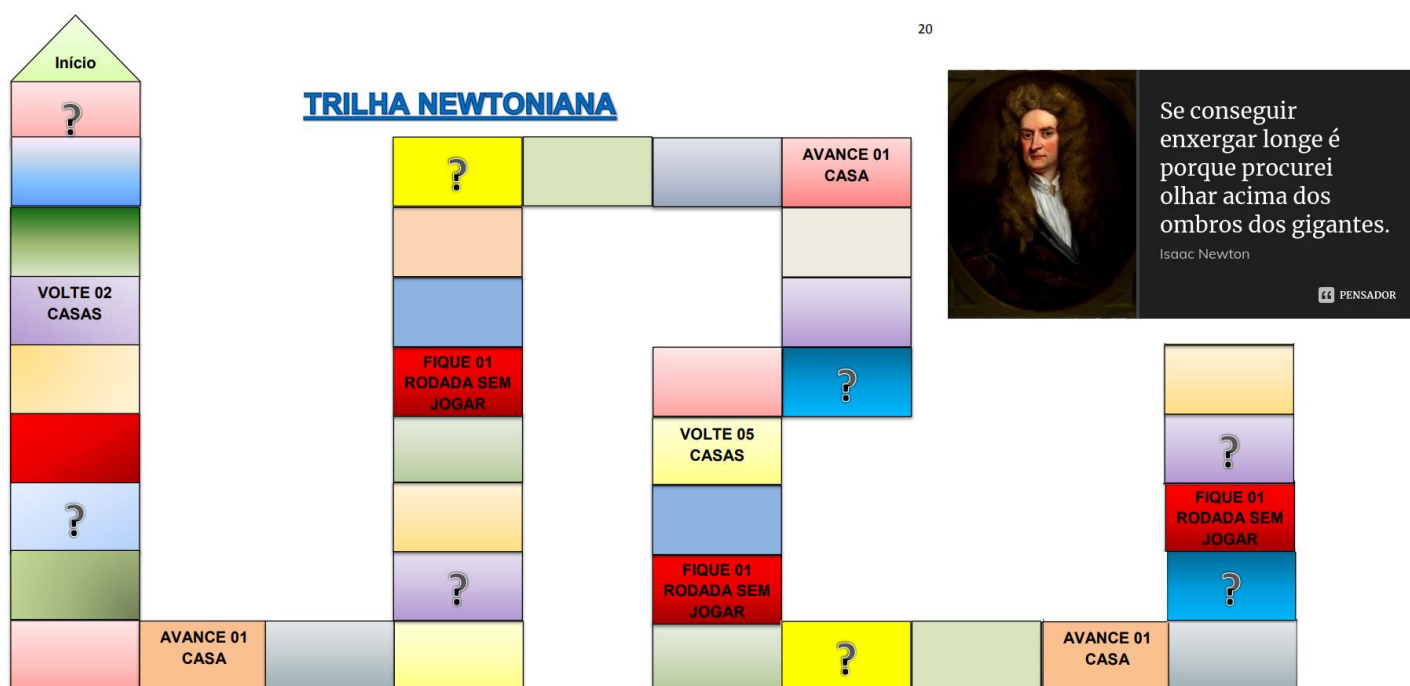 20
Início
?
TRILHA NEWTONIANA
Se conseguir
enxergar longe é
porque procurei
olhar acima dos
ombros dos gigantes.
Isaac Newton
PENSADOR
?
AVANCE 01
CASA
VOLTE 02
CASAS
FIQUE 01
RODADA SEM
JOGAR
?
VOLTE 05
CASAS
?
?
FIQUE 01
RODADA SEM
JOGAR
?
FIQUE 01
RODADA SEM
JOGAR
?
AVANCE 01
CASA
?
AVANCE 01
CASA